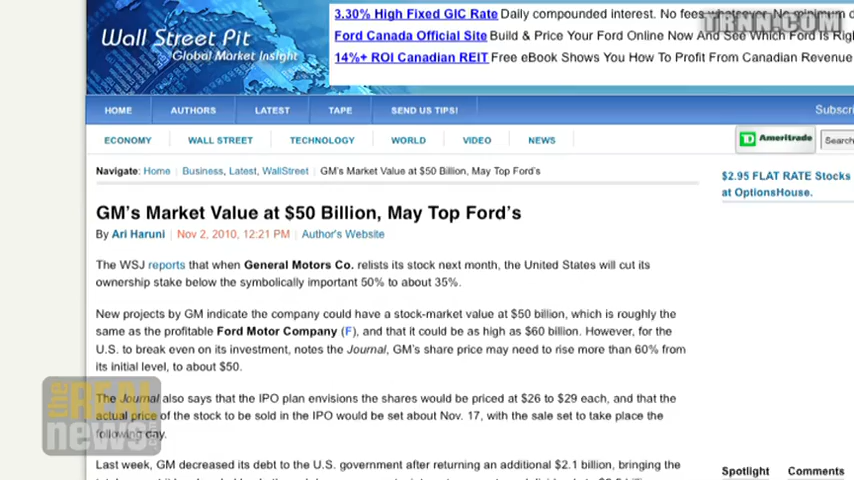 TRNN.COM
3.30% High Fixed GIC Rate Daily compounded interest. No fees whatsoever. No minimum
Wall Street Pit
Ford Canada Official Site Build & Price Your Ford Online Now And See Which Ford Is
Global Market Insight
14%+ ROI Canadian REIT Free eBook Shows You How To Profit From Canadian Revenue
HOME AUTHORS LATEST TAPE SEND US TIPS!
ECONOMY WALL STREET TECHNOLOGY WORLD VIDEO NEWS
TD Ameritrade Search
Navigate: Home | Business, Latest, WallStreet | GM's Market Value at $50 Billion, May Top Ford's
$2.95 FLAT RATE Stocks
at OptionsHouse.
GM's Market Value at $50 Billion, May Top Ford's
By Ari Haruni | Nov 2, 2010, 12:21 PM | Author's Website
The WSJ reports that when General Motors Co. relists its stock next month, the United States will cut its
ownership stake below the symbolically important 50% to about 35%.
New projects by GM indicate the company could have a stock-market value at $50 billion, which is roughly the
same as the profitable Ford Motor Company (F), and that it could be as high as $60 billion. However, for the
U.S. to break even on its investment, notes the Journal, GM's share price may need to rise more than 60% from
its initial level, to about $50.
The Journal also says that the IPO plan envisions the shares would be priced at $26 to $29 each, and that the
actual price of the stock to be sold in the IPO would be set about Nov. 17, with the sale set to take place the
following day.
the REAL
news
Last week, GM decreased its debt to the U.S. government after returning an additional $2.1 billion, bringing the
Spotlight Comments